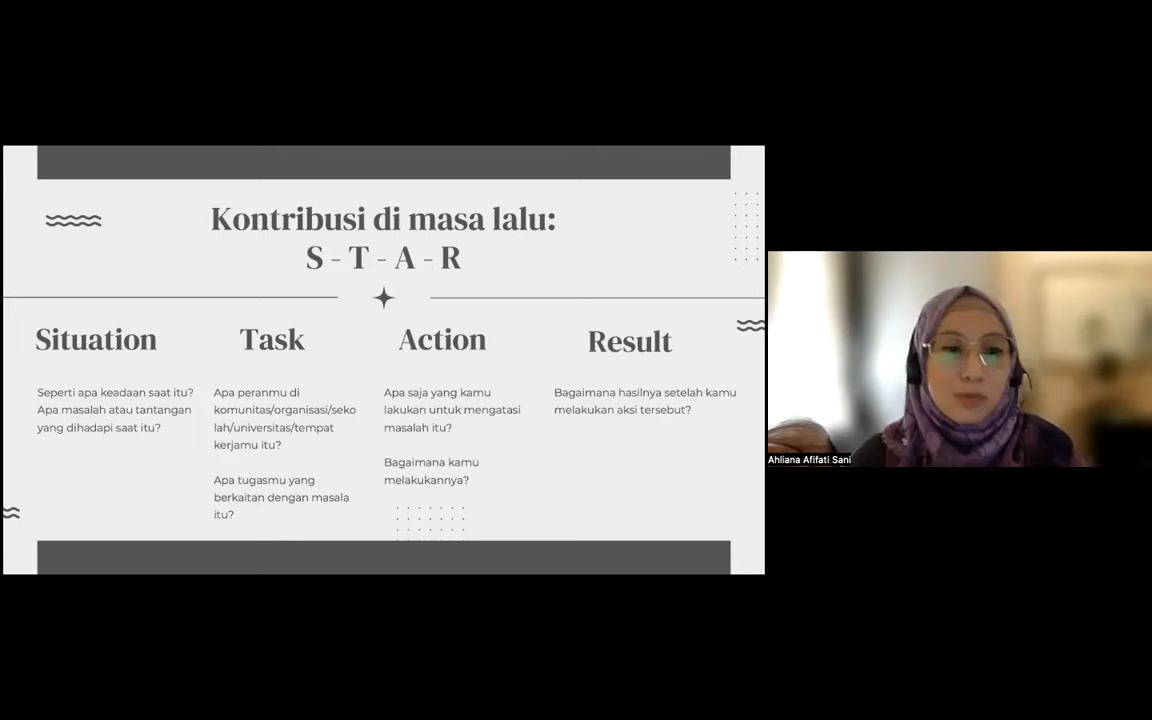 Kontribusi di masa lalu:
S - T - A - R
Situation
Seperti apa keadaan saat itu?
Apa masalah atau tantangan
yang dihadapi saat itu?
Task
Apa peranmu di
komunitas/organisasi/seko
lah/universitas/tempat
kerjamu itu?
Apa tugasmu yang
berkaitan dengan masala
itu?
Action
Apa saja yang kamu
lakukan untuk mengatasi
masalah itu?
Bagaimana kamu
melakukannya?
Result
Bagaimana hasilnya setelah kamu
melakukan aksi tersebut?
Ahliana Afifati Sani